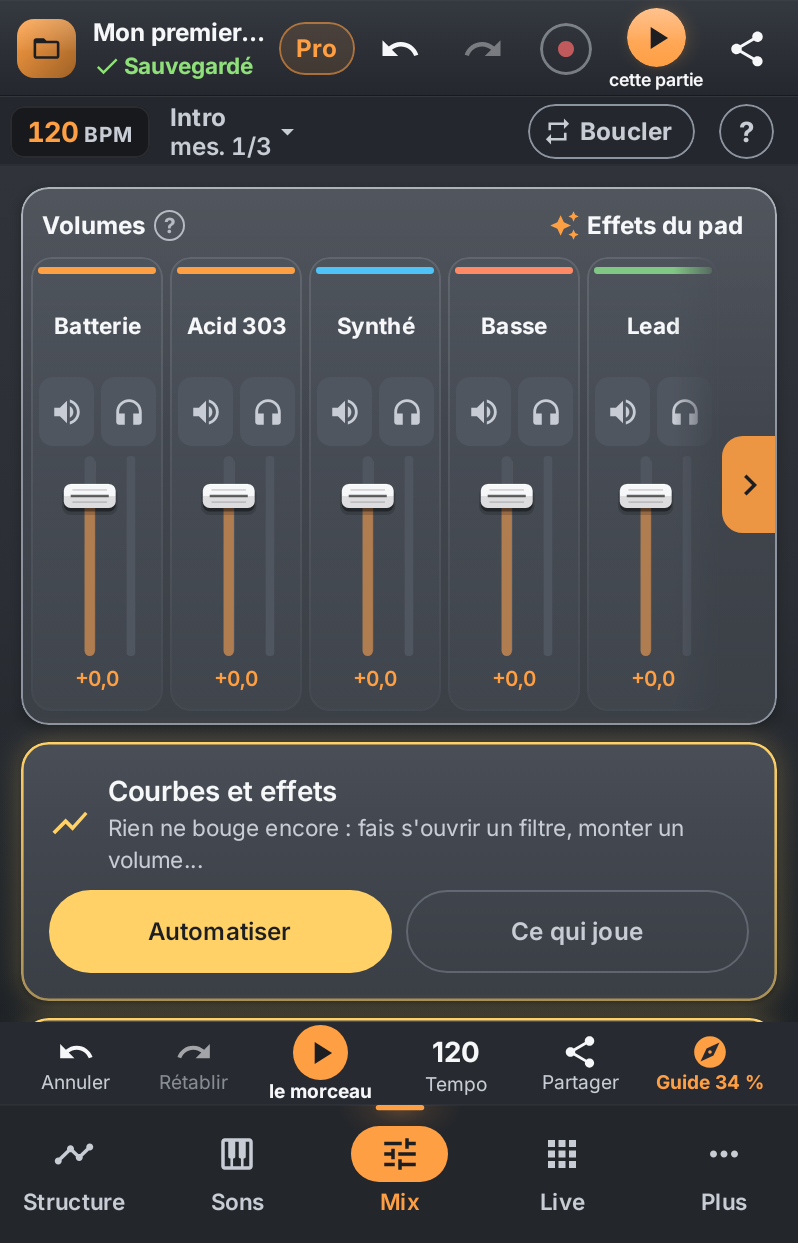 Mon premier...
Sauvegardé
Pro
cette partie
120 BPM
Intro
mes. 1/3
Boucler
?
Volumes ?
Effets du pad
Batterie
Acid 303
Synthé
Basse
Lead
+0,0
+0,0
+0,0
+0,0
+0,0
Courbes et effets
Rien ne bouge encore : fais s'ouvrir un filtre, monter un
volume...
Automatiser
Ce qui joue
Annuler
Rétablir
le morceau
120
Tempo
Partager
Guide 34 %
Structure
Sons
Mix
Live
Plus